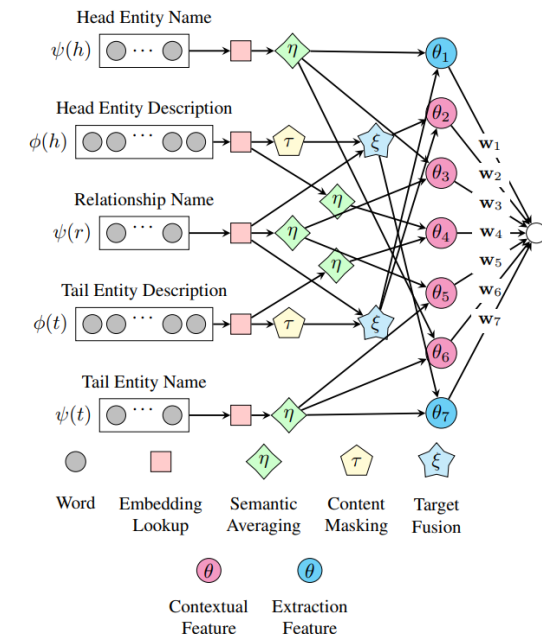 Head Entity Name
ψ(h)
···
η
θ₁
Head Entity Description
ϕ(h)
···
τ
ξ
θ₂
w₁
w₂
θ₃
Relationship Name
η
w₃
ψ(r)
···
η
θ₄
w₄
η
w₅
Tail Entity Description
θ₅
w₆
ϕ(t)
···
τ
ξ
w₇
θ₆
Tail Entity Name
ψ(t)
···
η
θ₇
η
τ
ξ
Word
Embedding
Lookup
Semantic
Averaging
Content
Masking
Target
Fusion
θ
θ
Contextual
Feature
Extraction
Feature